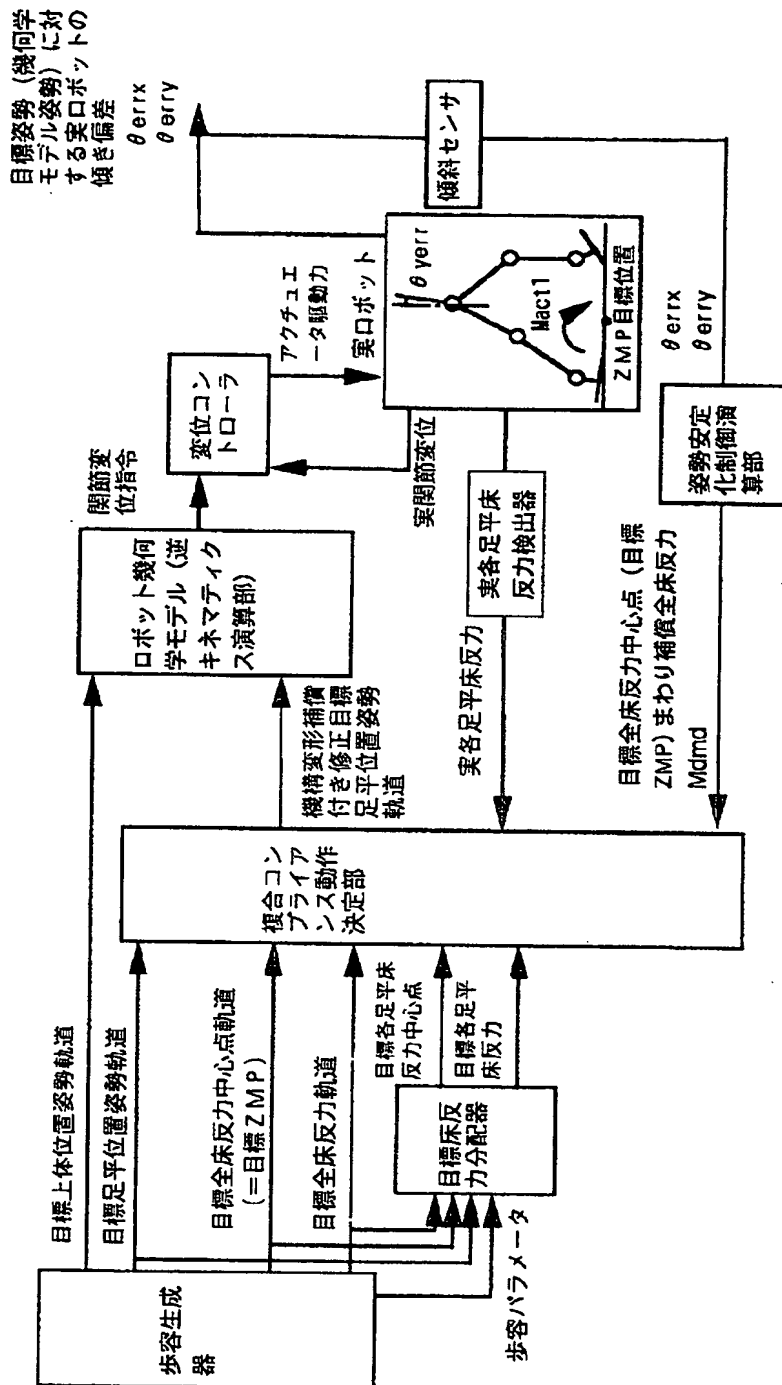 歩容生成
器
目標上体位置姿勢軌道
目標足平位置姿勢軌道
目標全床反力中心点軌道
(=目標ZMP)
目標全床反力軌道
歩容パラメータ
目標床反
力分配器
目標各足平床
反力中心点
目標各足平
床反力
複合コン
プライア
ンス動作
決定部
機構変形補償
付き修正目標
足平位置姿勢
軌道
ロボット幾何
学モデル(逆
キネマティク
ス演算部)
関節変
位指令
変位コン
トローラ
アクチュエ
ータ駆動力
実関節変位
実ロボット
θyerr
Mact1
ZMP目標位置
目標姿勢(幾何学
モデル姿勢)に対
する実ロボットの
傾き偏差
θerrx
θerry
傾斜センサ
θerrx
θerry
実各足平床
反力検出器
実各足平床反力
姿勢安定
化制御演
算部
目標全床反力中心点(目標
ZMP)まわり補償全床反力
Mdmd